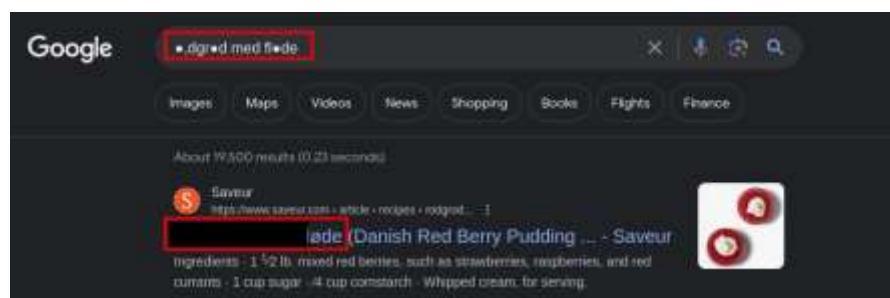 Google
●,dgr●d med fl●de
Images Maps Videos News Shopping Books Flights Finance
About 19,500 results (0.23 seconds)
S Saveur
https://www.saveur.com › article › recipes › rodgrod...
løde (Danish Red Berry Pudding ... - Saveur
Ingredients · 1 1⁄2 lb. mixed red berries, such as strawberries, raspberries, and red
currants · 1 cup sugar · 1⁄4 cup cornstarch · Whipped cream, for serving.